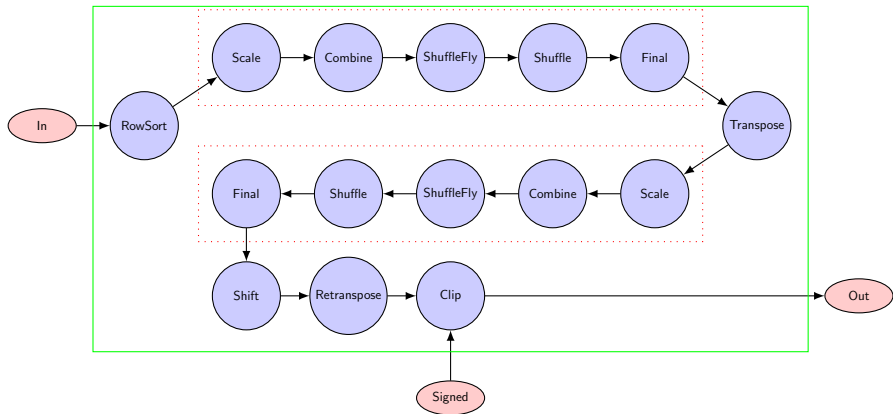 Scale
Combine
ShuffleFly
Shuffle
Final
In
RowSort
Transpose
Final
Shuffle
ShuffleFly
Combine
Scale
Shift
Retranspose
Clip
Out
Signed